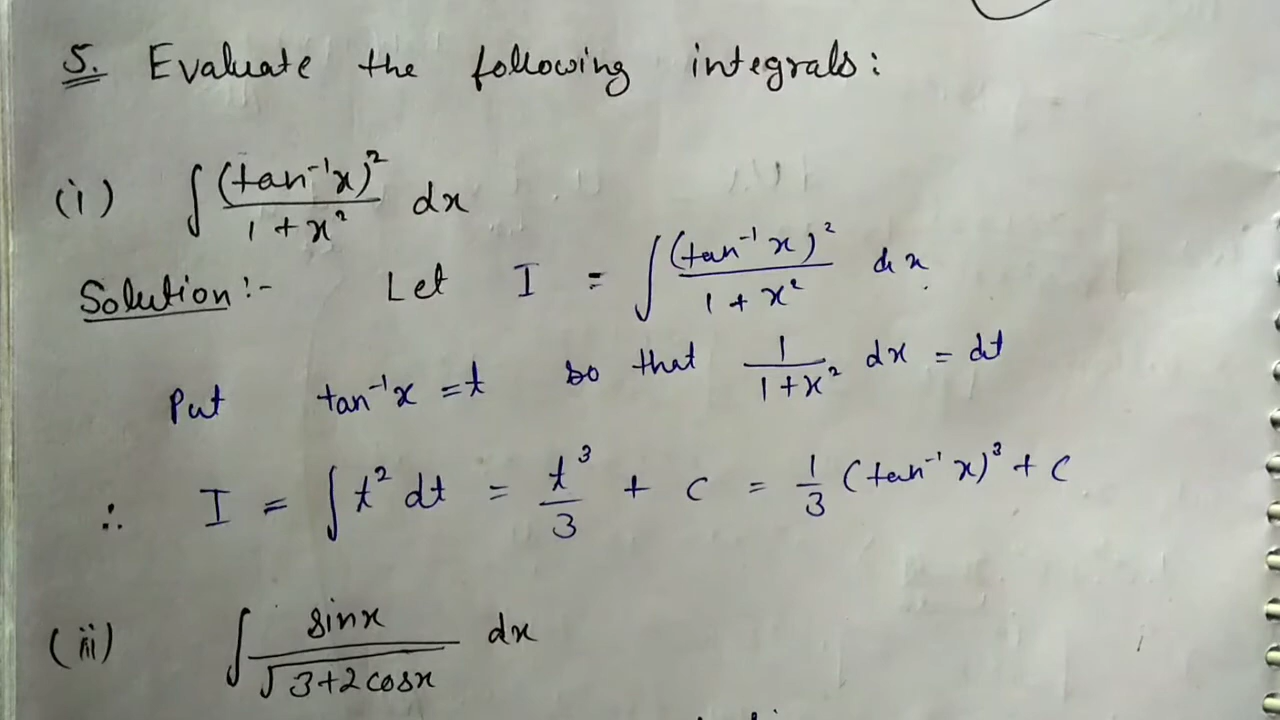 5. Evaluate the following integrals:
(i) ∫ (tan⁻¹x)² / (1 + x²) dx
Solution :- Let I = ∫ (tan⁻¹ x)² / (1 + x²) dx
Put tan⁻¹x = t so that 1/(1+x²) dx = dt
∴ I = ∫ t² dt = t³/3 + C = 1/3 (tan⁻¹ x)³ + C
(ii) ∫ sinx / √(3+2cosx) dx